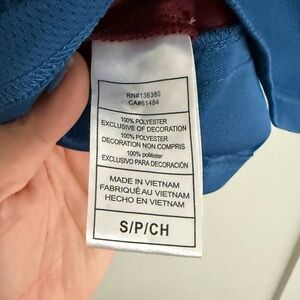 RN#136380
CA#61484
100% POLYESTER
EXCLUSIVE OF DECORATION
100% POLYESTER
DECORATION NON COMPRIS
100% poliéster
EXCLUSIVO PARA DECORACIÓN
MADE IN VIETNAM
FABRIQUÉ AU VIETNAM
HECHO EN VIETNAM
S/P/CH